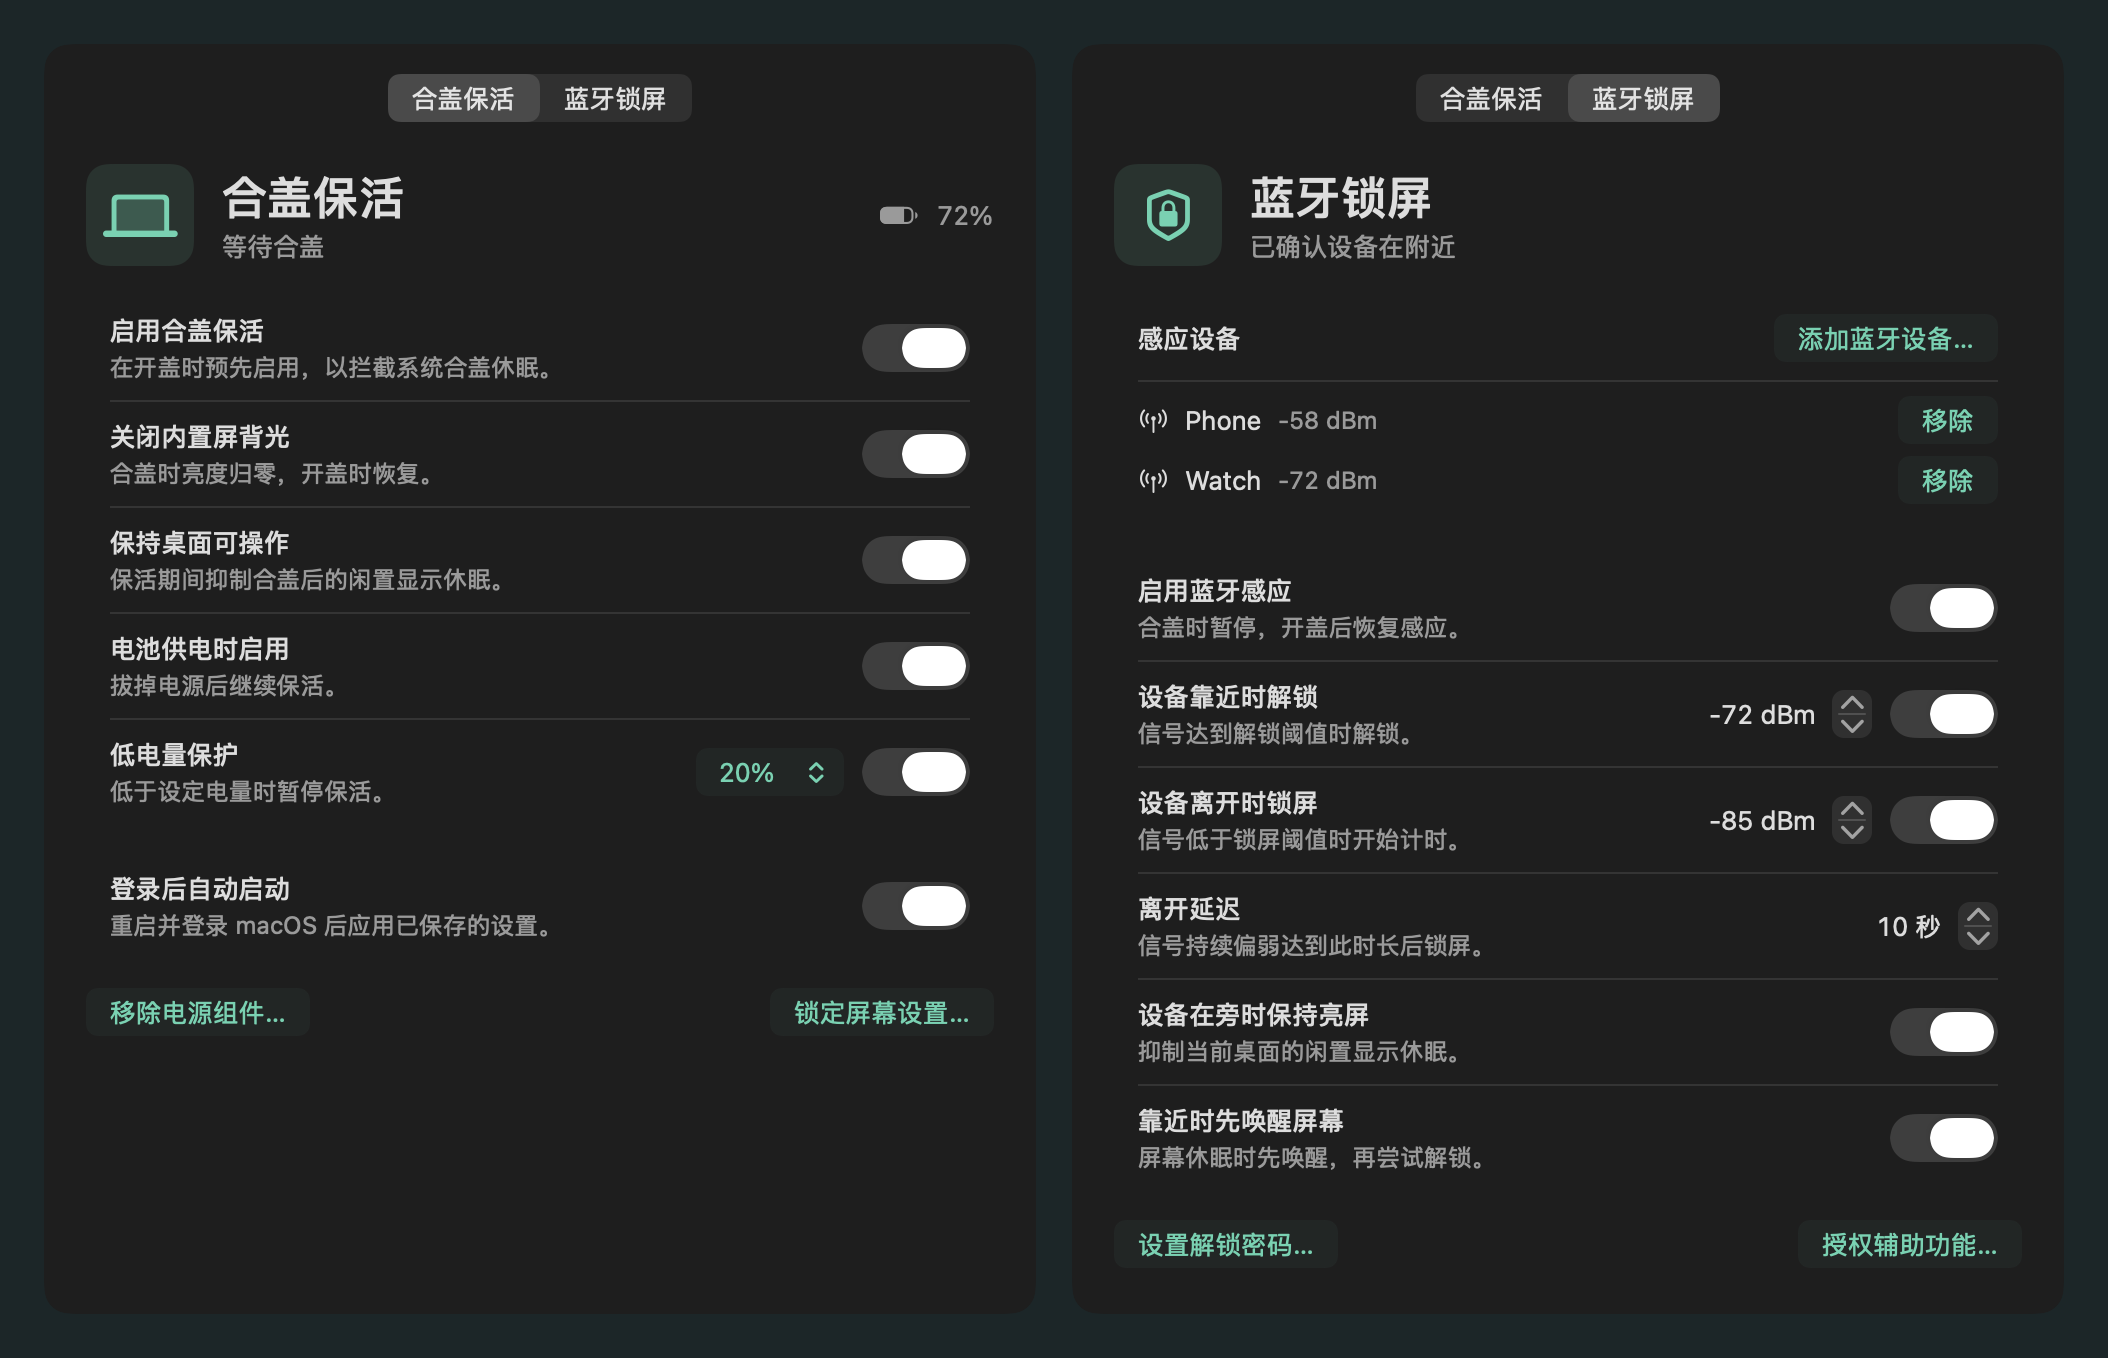 合盖保活 蓝牙锁屏
合盖保活
等待合盖
72%
启用合盖保活
在开盖时预先启用，以拦截系统合盖休眠。
关闭内置屏背光
合盖时亮度归零，开盖时恢复。
保持桌面可操作
保活期间抑制合盖后的闲置显示休眠。
电池供电时启用
拔掉电源后继续保活。
低电量保护
低于设定电量时暂停保活。
20%
登录后自动启动
重启并登录 macOS 后应用已保存的设置。
移除电源组件...
锁定屏幕设置...
合盖保活 蓝牙锁屏
蓝牙锁屏
已确认设备在附近
感应设备
添加蓝牙设备...
Phone -58 dBm
移除
Watch -72 dBm
移除
启用蓝牙感应
合盖时暂停，开盖后恢复感应。
设备靠近时解锁
信号达到解锁阈值时解锁。
-72 dBm
设备离开时锁屏
信号低于锁屏阈值时开始计时。
-85 dBm
离开延迟
信号持续偏弱达到此时长后锁屏。
10 秒
设备在旁时保持亮屏
抑制当前桌面的闲置显示休眠。
靠近时先唤醒屏幕
屏幕休眠时先唤醒，再尝试解锁。
设置解锁密码...
授权辅助功能...